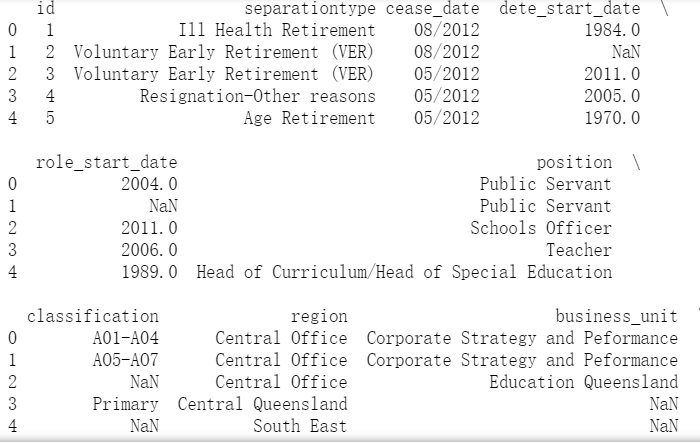 id separationtype cease_date dete_start_date \
0 1 Ill Health Retirement 08/2012 1984.0
1 2 Voluntary Early Retirement (VER) 08/2012 NaN
2 3 Voluntary Early Retirement (VER) 05/2012 2011.0
3 4 Resignation-Other reasons 05/2012 2005.0
4 5 Age Retirement 05/2012 1970.0
role_start_date position \
0 2004.0 Public Servant
1 NaN Public Servant
2 2011.0 Schools Officer
3 2006.0 Teacher
4 1989.0 Head of Curriculum/Head of Special Education
classification region business_unit \
0 A01-A04 Central Office Corporate Strategy and Peformance
1 A05-A07 Central Office Corporate Strategy and Peformance
2 NaN Central Office Education Queensland
3 Primary Central Queensland NaN
4 NaN South East NaN